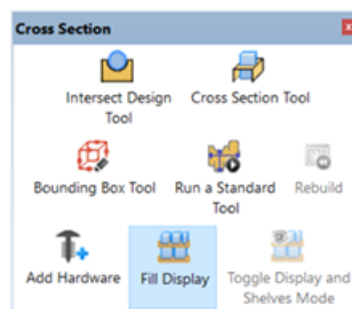 Cross Section
Intersect Design Cross Section Tool
Tool
Bounding Box Tool Run a Standard Rebuild
Tool
Add Hardware Fill Display Toggle Display and
Shelves Mode